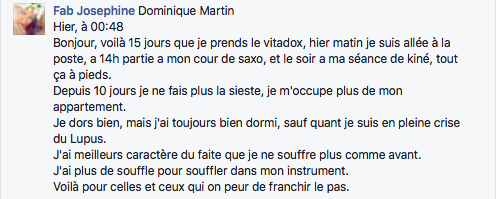 Fab Josephine Dominique Martin
Hier, à 00:48
Bonjour, voilà 15 jours que je prends le vitadox, hier matin je suis allée à la
poste, a 14h partie a mon cour de saxo, et le soir a ma séance de kiné, tout
ça à pieds.
Depuis 10 jours je ne fais plus la sieste, je m'occupe plus de mon
appartement.
Je dors bien, mais j'ai toujours bien dormi, sauf quant je suis en pleine crise
du Lupus.
J'ai meilleurs caractère du faite que je ne souffre plus comme avant.
J'ai plus de souffle pour souffler dans mon instrument.
Voilà pour celles et ceux qui on peur de franchir le pas.